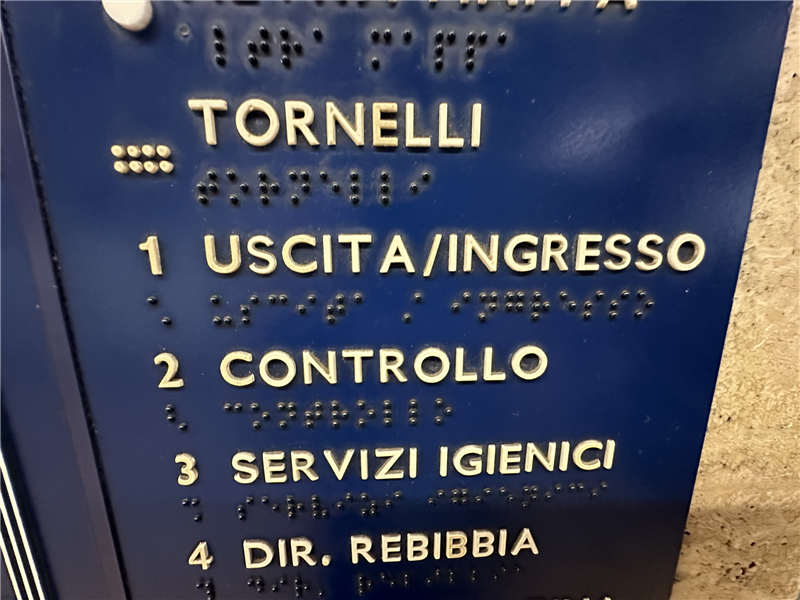 TORNELLI
1 USCITA/INGRESSO
2 CONTROLLO
3 SERVIZI IGIENICI
4 DIR. REBIBBIA